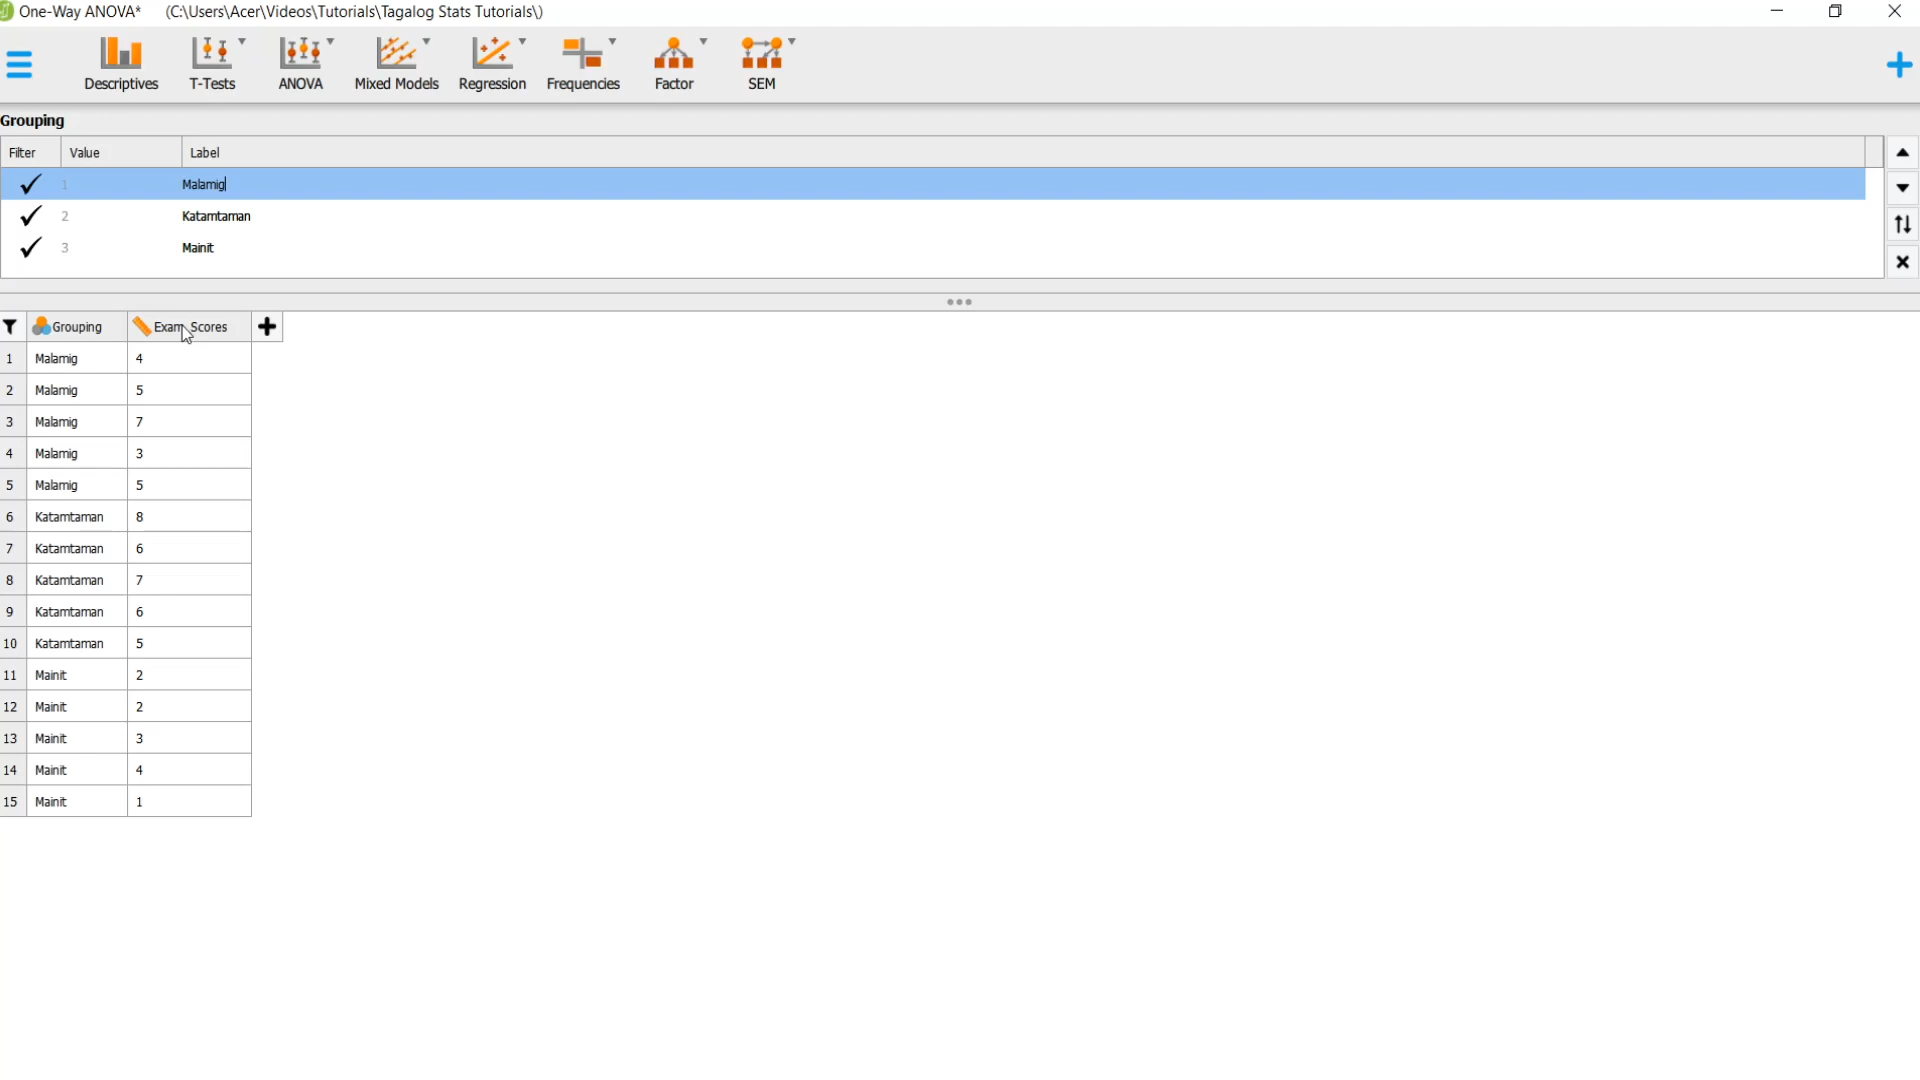 One-Way ANOVA* (C:\Users\Acer\Videos\Tutorials\Tagalog Stats Tutorials\)
Descriptives T-Tests ANOVA Mixed Models Regression Frequencies Factor SEM
Grouping
Filter Value Label
1 Malamig
2 Katamtaman
3 Mainit
Grouping Exam Scores
1 Malamig 4
2 Malamig 5
3 Malamig 7
4 Malamig 3
5 Malamig 5
6 Katamtaman 8
7 Katamtaman 6
8 Katamtaman 7
9 Katamtaman 6
10 Katamtaman 5
11 Mainit 2
12 Mainit 2
13 Mainit 3
14 Mainit 4
15 Mainit 1